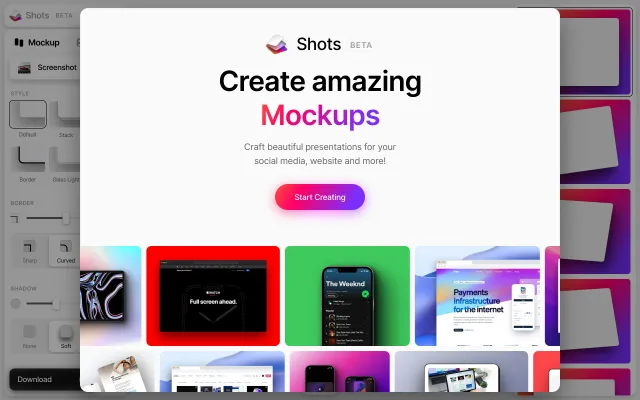 Shots BETA
Mockup
Screenshot
STYLE
Default Stack
Border Glass Light
BORDER
Sharp Curved
SHADOW
None Soft
Download
Shots BETA
Create amazing
Mockups
Craft beautiful presentations for your
social media, website and more!
Start Creating
WATCH
Full screen ahead.
The Weeknd
Payments
Infrastructure
for the internet